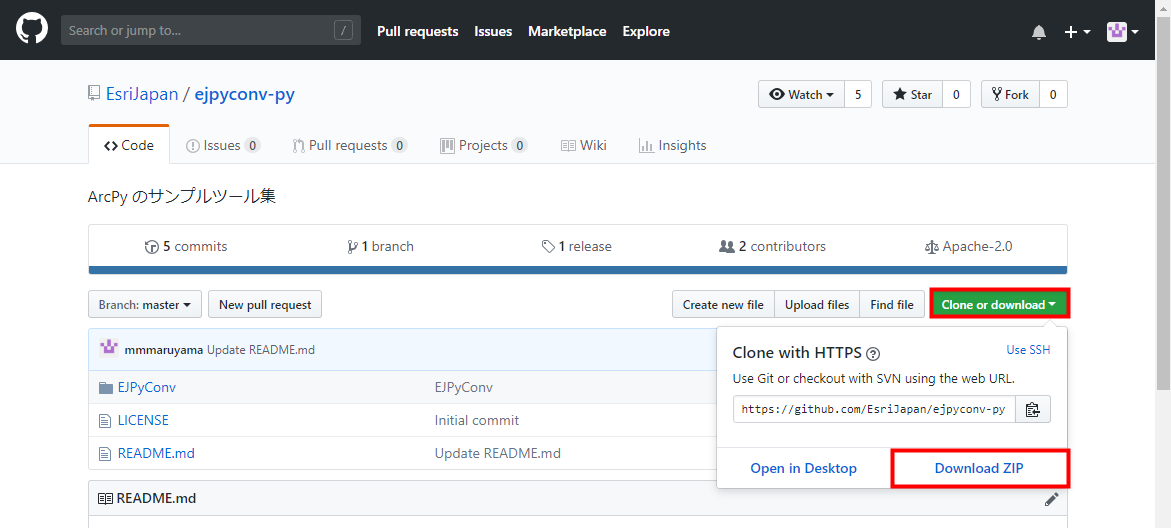 Search or jump to... / Pull requests Issues Marketplace Explore
EsriJapan / ejpyconv-py Watch 5 Star 0 Fork 0
Code Issues 0 Pull requests 0 Projects 0 Wiki Insights
ArcPy のサンプルツール集
5 commits 1 branch 1 release 2 contributors Apache-2.0
Branch: master New pull request Create new file Upload files Find file Clone or download
mmmaruyama Update README.md
Clone with HTTPS ? Use SSH
Use Git or checkout with SVN using the web URL.
EJPyConv EJPyConv
https://github.com/EsriJapan/ejpyconv-py
LICENSE Initial commit
README.md Update README.md
Open in Desktop Download ZIP
README.md